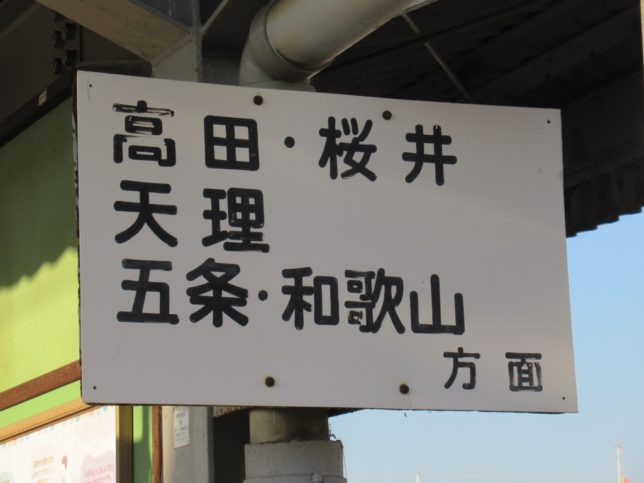 高田・桜井
天理
五条・和歌山
方面